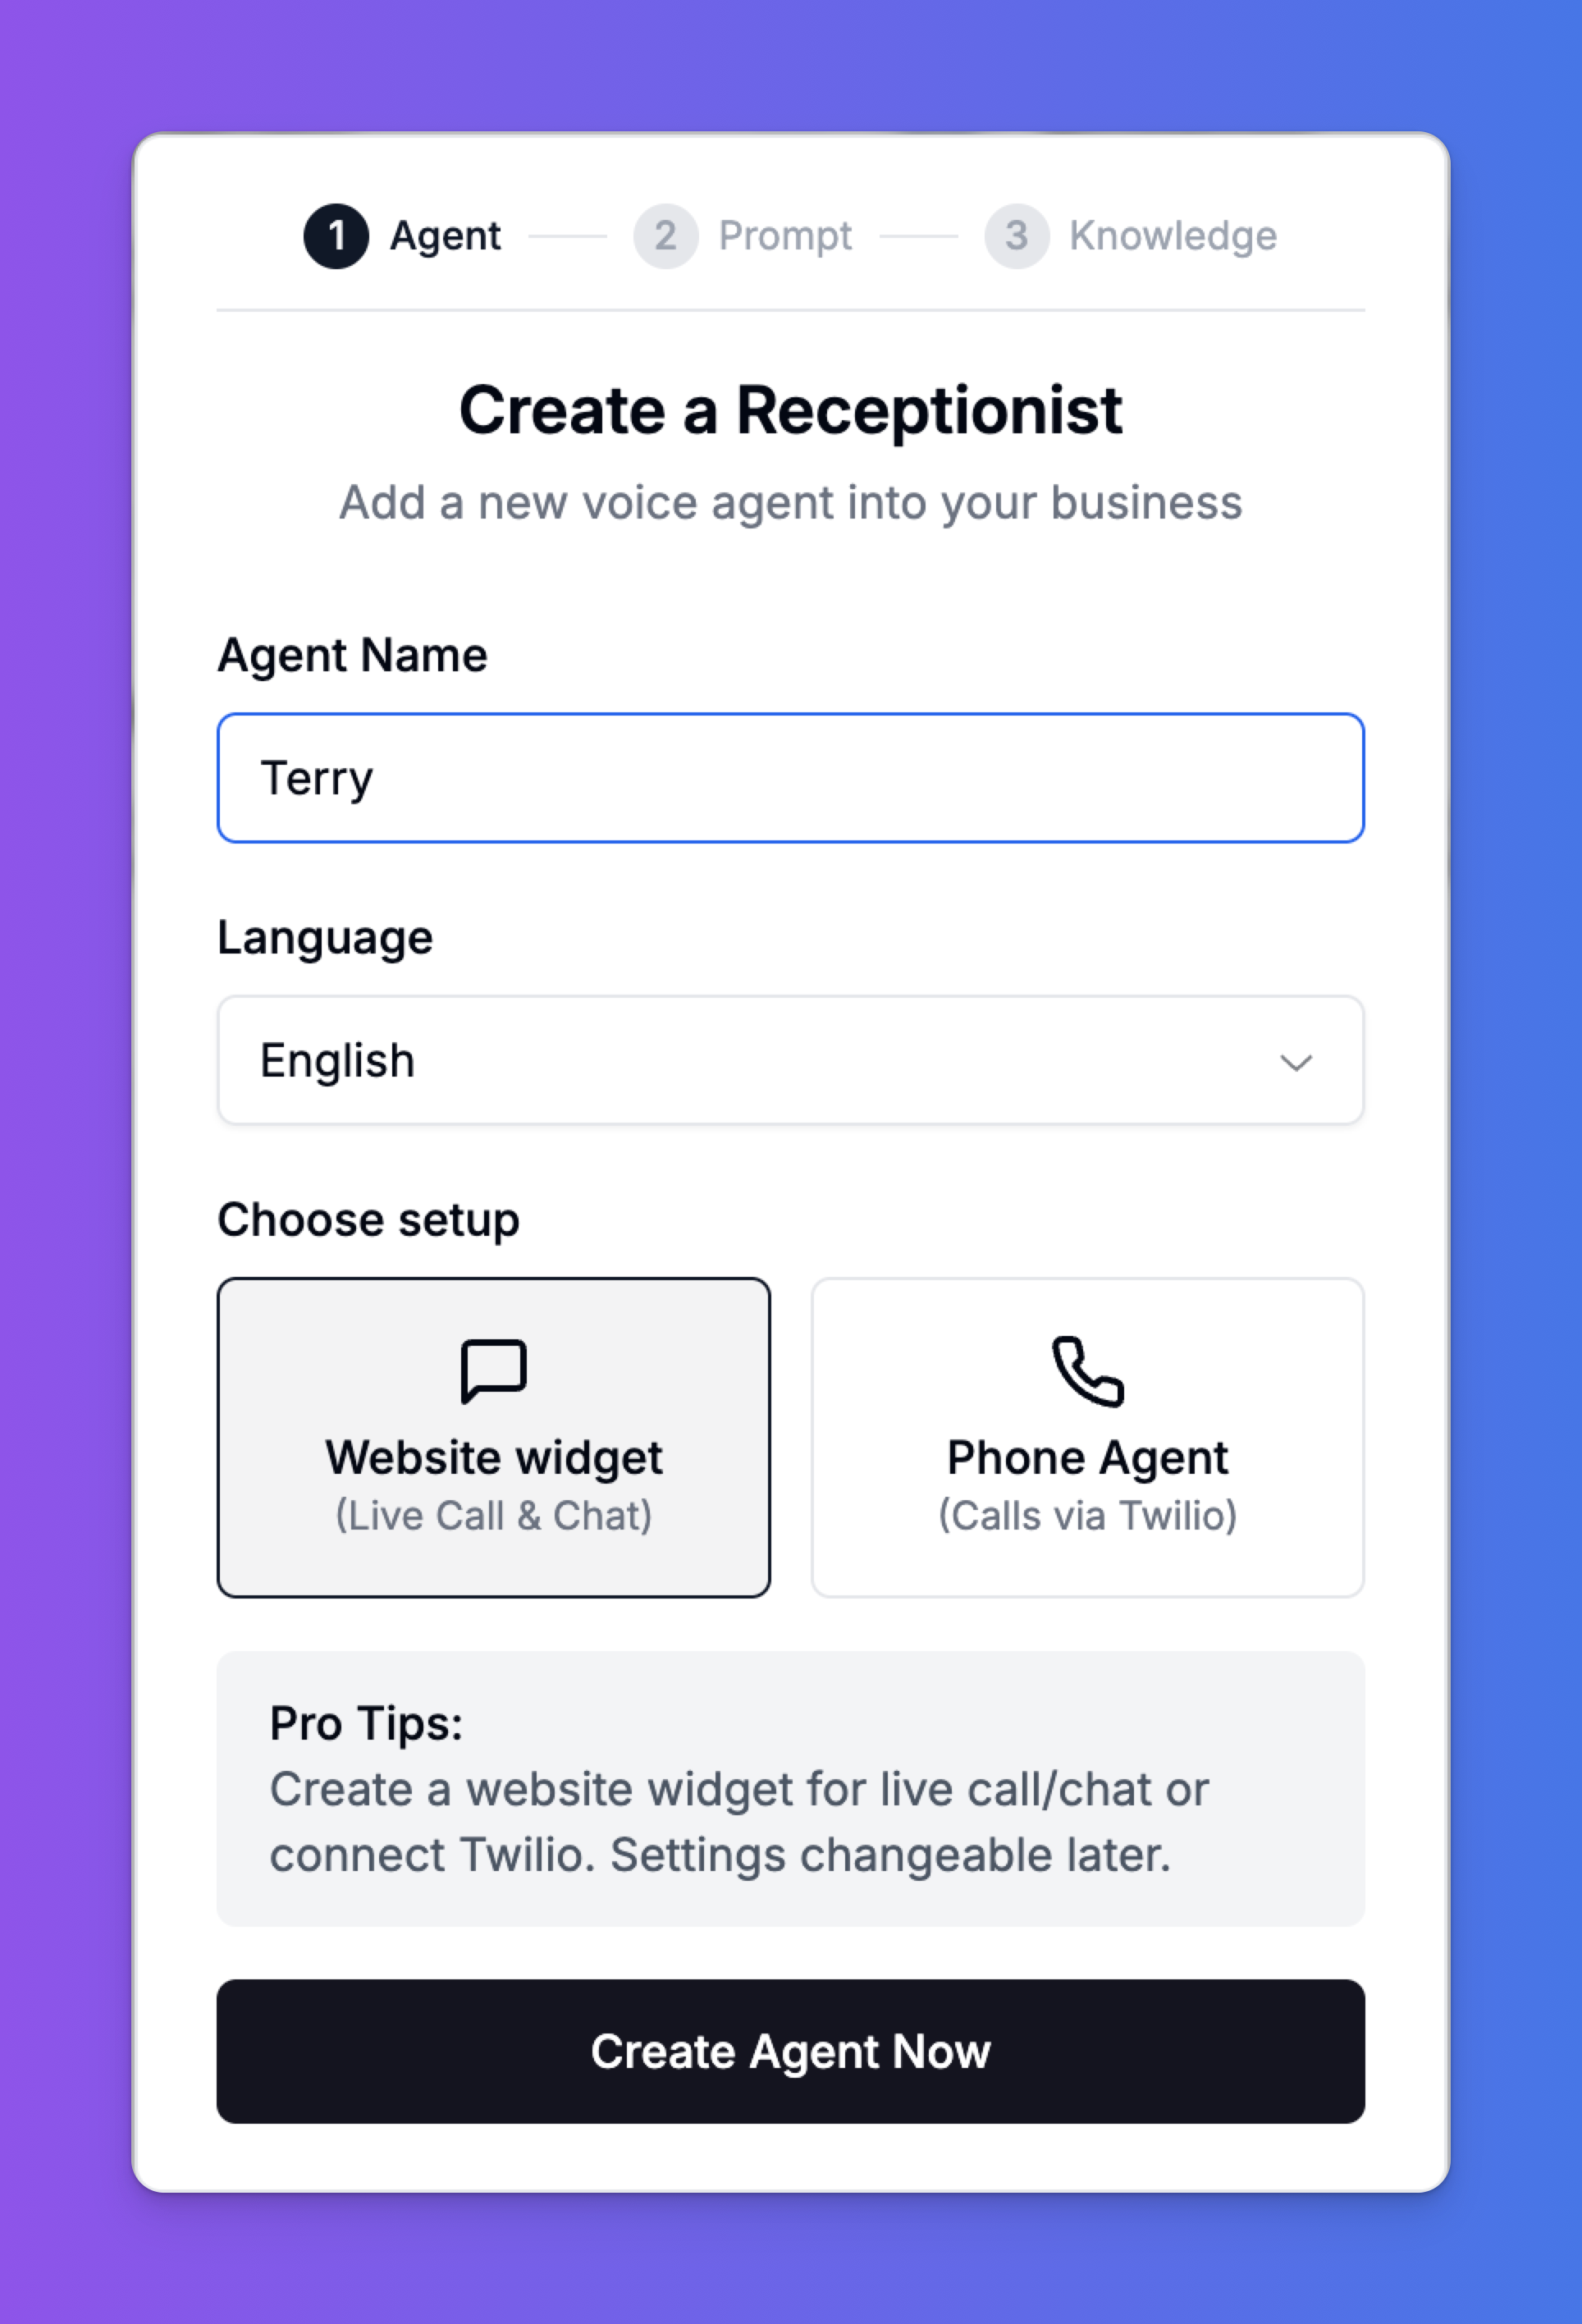 1 Agent 2 Prompt 3 Knowledge
Create a Receptionist
Add a new voice agent into your business
Agent Name
Terry
Language
English
Choose setup
Website widget
(Live Call & Chat)
Phone Agent
(Calls via Twilio)
Pro Tips:
Create a website widget for live call/chat or
connect Twilio. Settings changeable later.
Create Agent Now